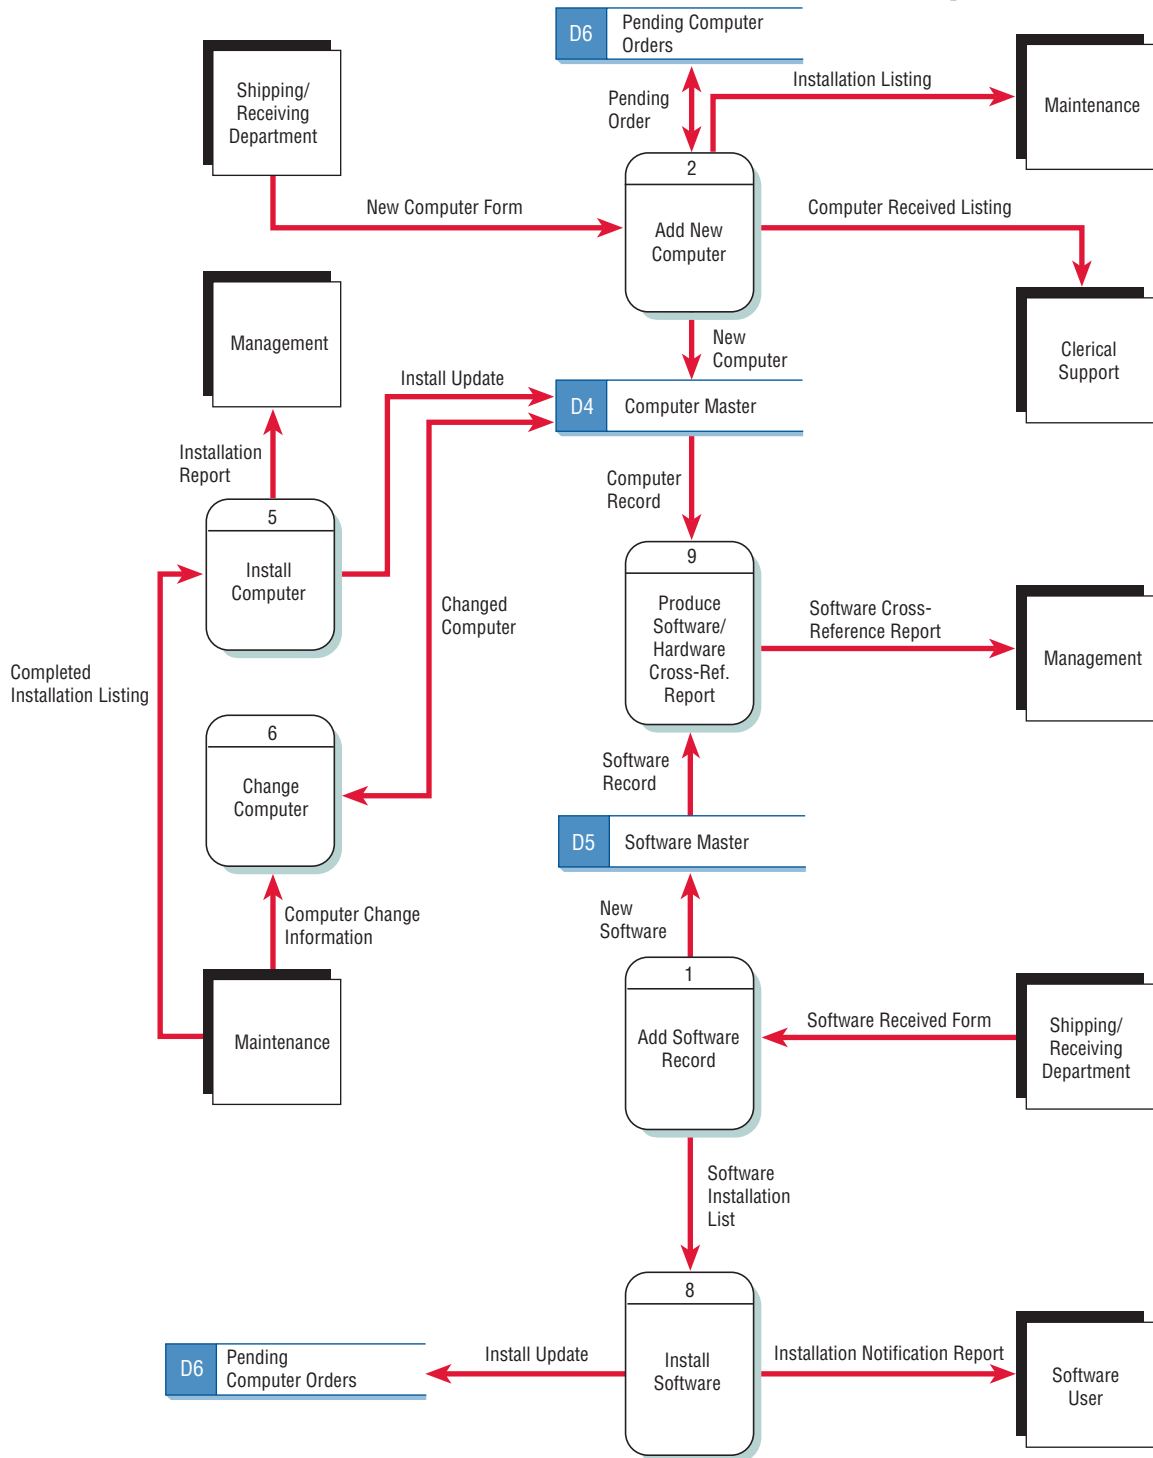 D6
Pending Computer
Orders
Shipping/
Receiving
Department
Installation Listing
Pending
Order
Maintenance
2
New Computer Form
Add New
Computer
Computer Received Listing
Management
New
Computer
Clerical
Support
Install Update
D4
Computer Master
Installation
Report
Computer
Record
5
Install
Computer
9
Produce
Software/
Hardware
Cross-Ref.
Report
Changed
Computer
Software Cross-
Reference Report
Management
Completed
Installation Listing
6
Change
Computer
Software
Record
D5
Software Master
Computer Change
Information
New
Software
1
Add Software
Record
Software Received Form
Shipping/
Receiving
Department
Maintenance
Software
Installation
List
8
Install
Software
D6
Pending
Computer Orders
Install Update
Installation Notification Report
Software
User